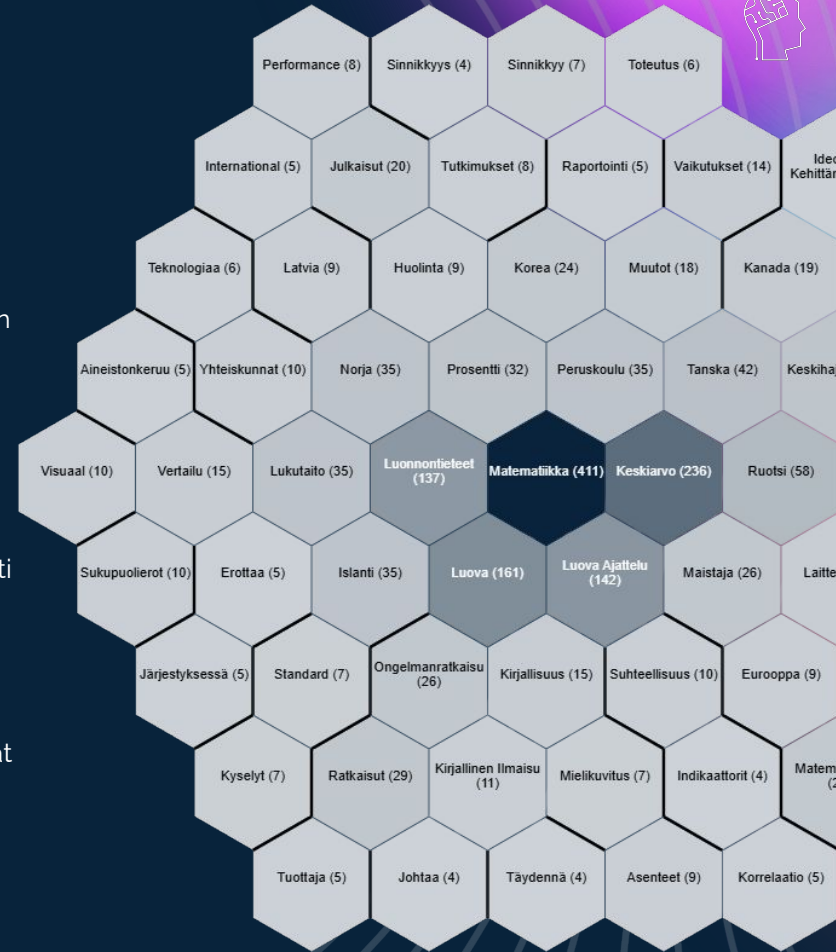 Performance (8)
Sinnikkyys (4)
Sinnikkyy (7)
Toteutus (6)
International (5)
Julkaisut (20)
Tutkimukset (8)
Raportointi (5)
Vaikutukset (14)
Teknologiaa (6)
Latvia (9)
Huolinta (9)
Korea (24)
Muutot (18)
Kanada (19)
Aineistonkeruu (5)
Yhteiskunnat (10)
Norja (35)
Prosentti (32)
Peruskoulu (35)
Tanska (42)
Visuaal (10)
Vertailu (15)
Lukutaito (35)
Luonnontieteet
(137)
Matematiikka (411)
Keskiarvo (236)
Ruotsi (58)
Sukupuolierot (10)
Erottaa (5)
Islanti (35)
Luova (161)
Luova Ajattelu
(142)
Maistaja (26)
Järjestyksessä (5)
Standard (7)
Ongelmanratkaisu
(26)
Kirjallisuus (15)
Suhteellisuus (10)
Eurooppa (9)
Kyselyt (7)
Ratkaisut (29)
Kirjallinen Ilmaisu
(11)
Mielikuvitus (7)
Indikaattorit (4)
Tuottaja (5)
Johtaa (4)
Täydennä (4)
Asenteet (9)
Korrelaatio (5)